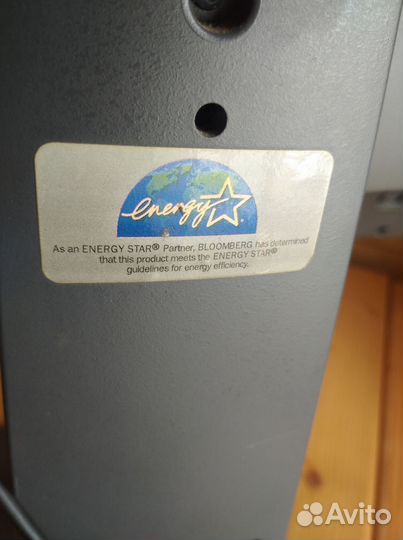 energy
As an ENERGY STAR® Partner, BLOOMBERG has determined
that this product meets the ENERGY STAR®
guidelines for energy efficiency.
Avito